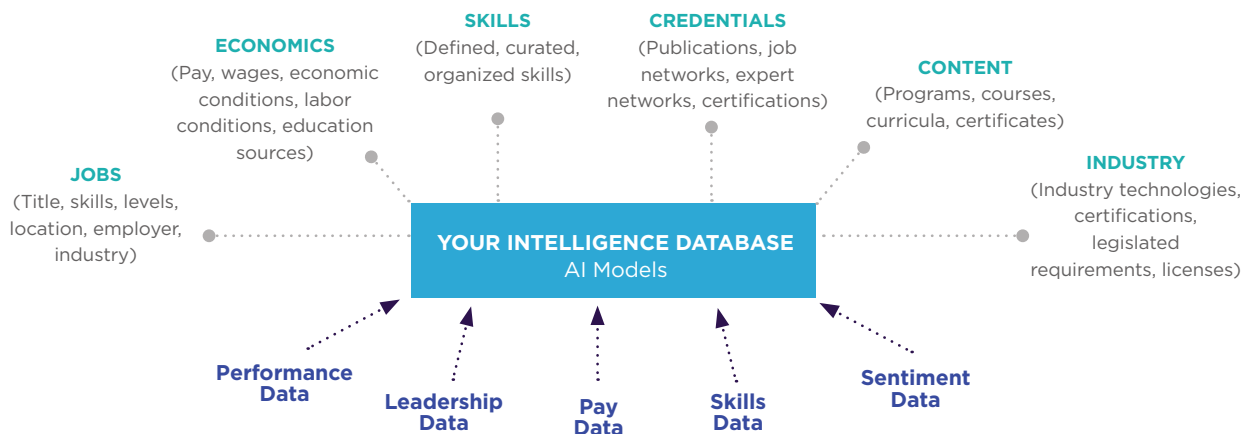 SKILLS
(Defined, curated,
organized skills)
CREDENTIALS
(Publications, job
networks, expert
networks, certifications)
ECONOMICS
(Pay, wages, economic
conditions, labor
conditions, education
sources)
CONTENT
(Programs, courses,
curricula, certificates)
JOBS
(Title, skills, levels,
location, employer,
industry)
INDUSTRY
(Industry technologies,
certifications,
legislated
requirements, licenses)
YOUR INTELLIGENCE DATABASE
AI Models
Performance
Data
Leadership
Data
Pay
Data
Skills
Data
Sentiment
Data